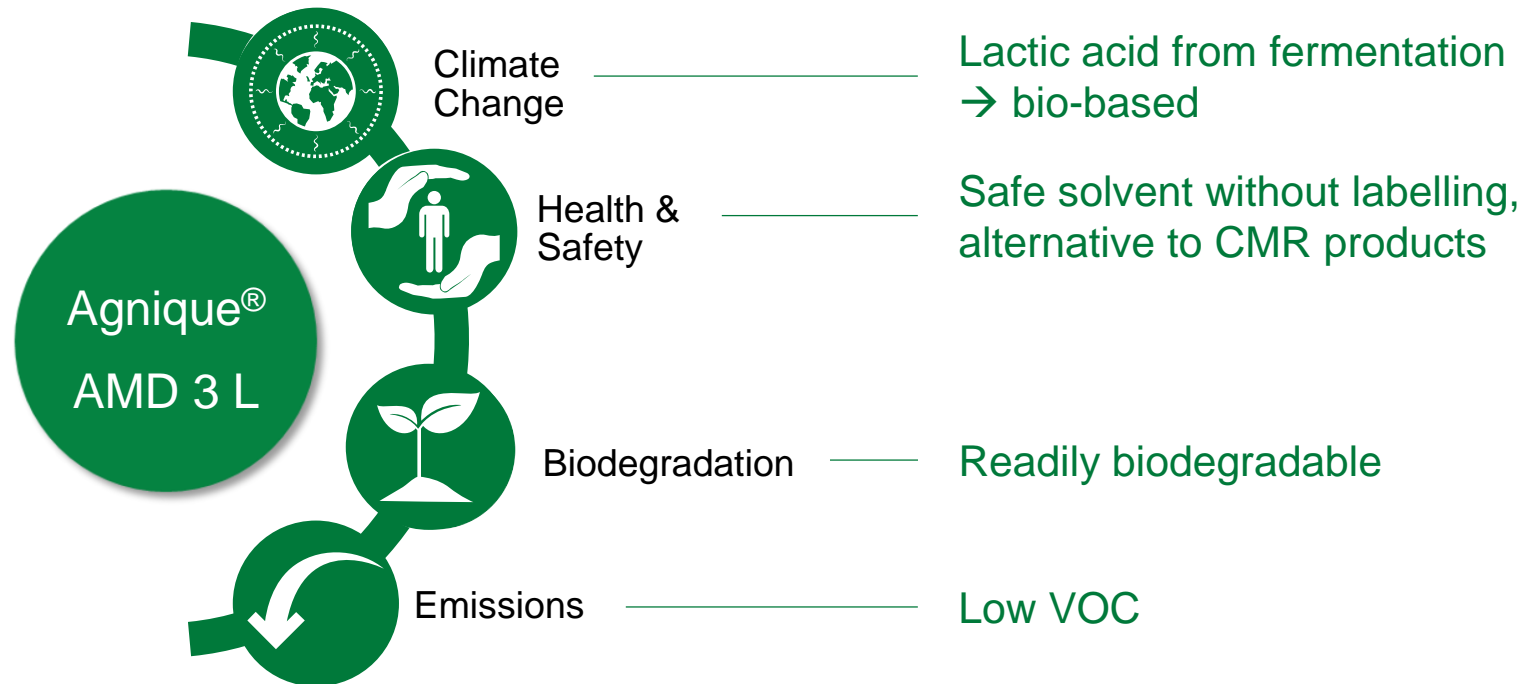 Agnique®
AMD 3 L
Climate
Change
Lactic acid from fermentation
→ bio-based
Health &
Safety
Safe solvent without labelling,
alternative to CMR products
Biodegradation
Readily biodegradable
Emissions
Low VOC